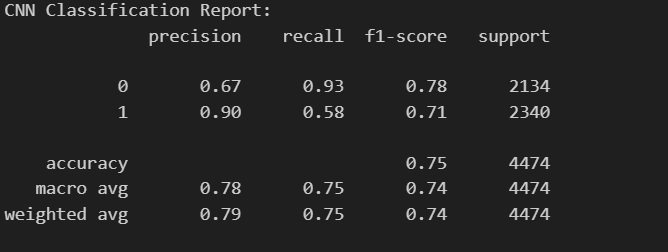 CNN Classification Report:
precision recall f1-score support
0 0.67 0.93 0.78 2134
1 0.90 0.58 0.71 2340
accuracy 0.75 4474
macro avg 0.78 0.75 0.74 4474
weighted avg 0.79 0.75 0.74 4474